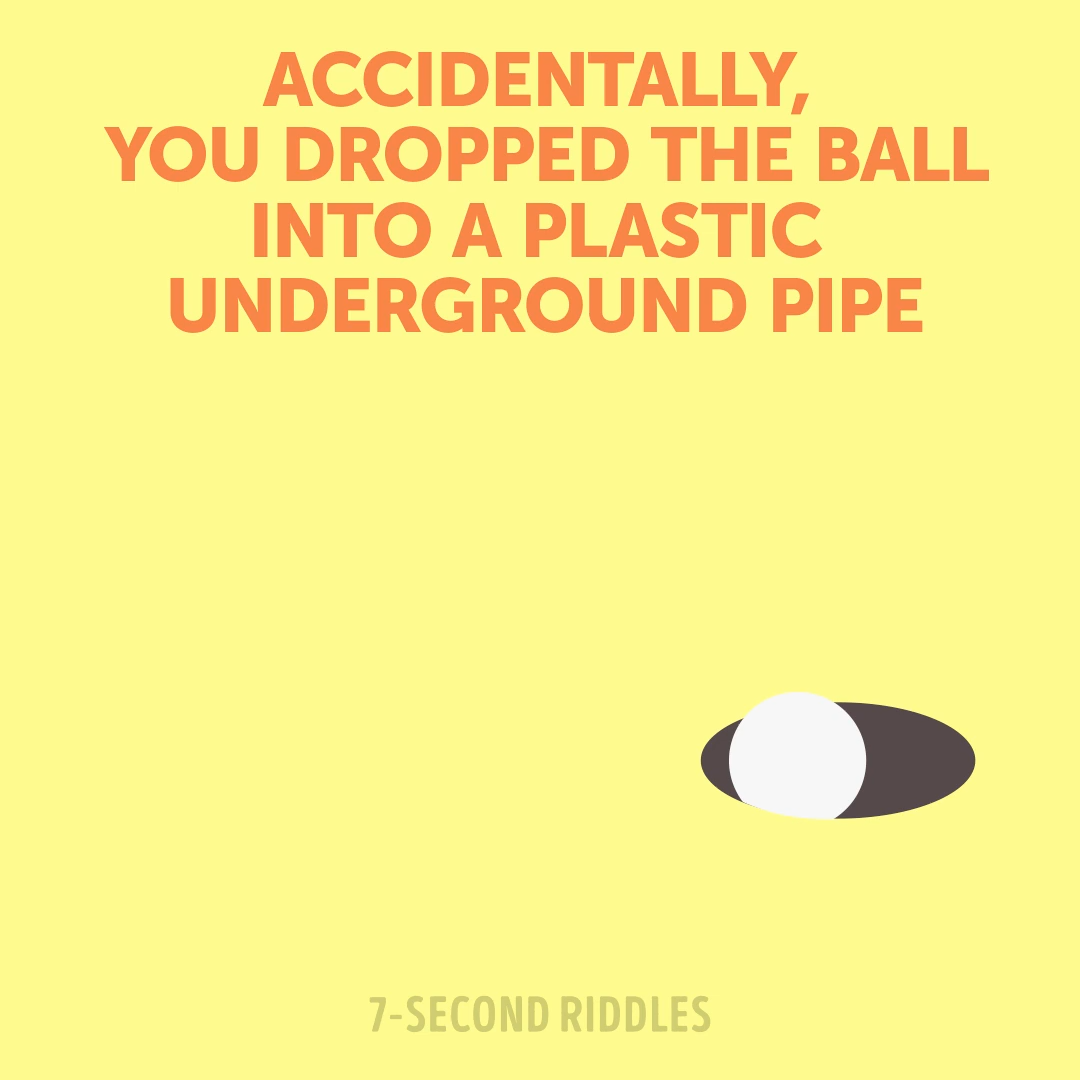 ACCIDENTALLY,
YOU DROPPED THE BALL
INTO A PLASTIC
UNDERGROUND PIPE
7-SECOND RIDDLES